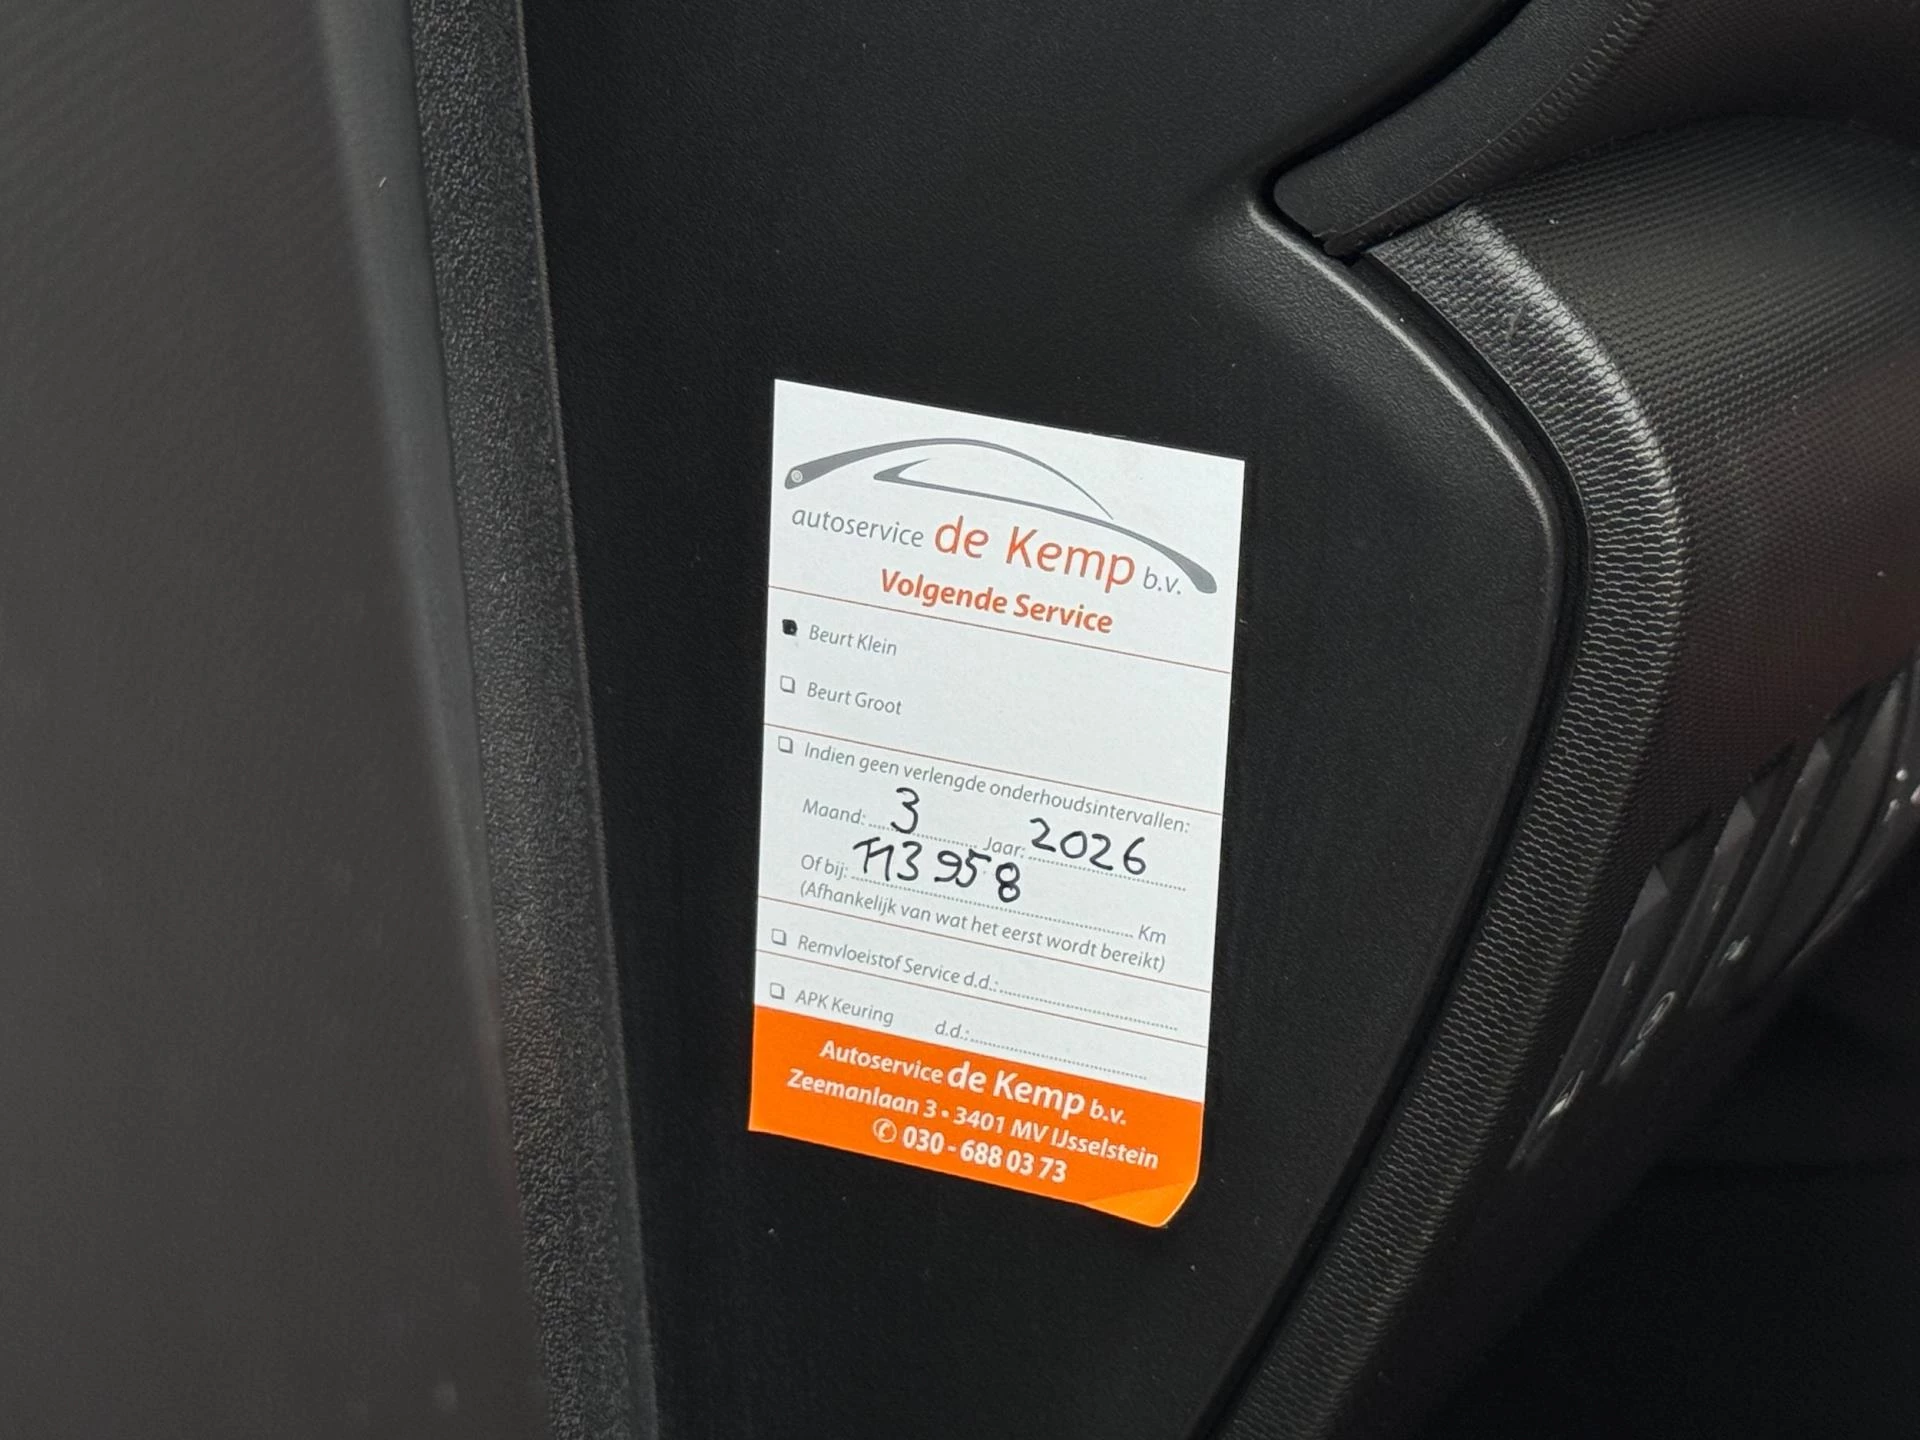 autoservice de Kemp b.v.
Volgende Service
Beurt Klein
Beurt Groot
Indien geen verlengde onderhoudsintervallen:
Maand: 3 Jaar: 2026
Of bij: 113 958 Km
(Afhankelijk van wat het eerst wordt bereikt)
Remvloeistof Service d.d.:
APK Keuring d.d.:
Autoservice de Kemp b.v.
Zeemanlaan 3 • 3401 MV IJsselstein
✆ 030 - 688 03 73